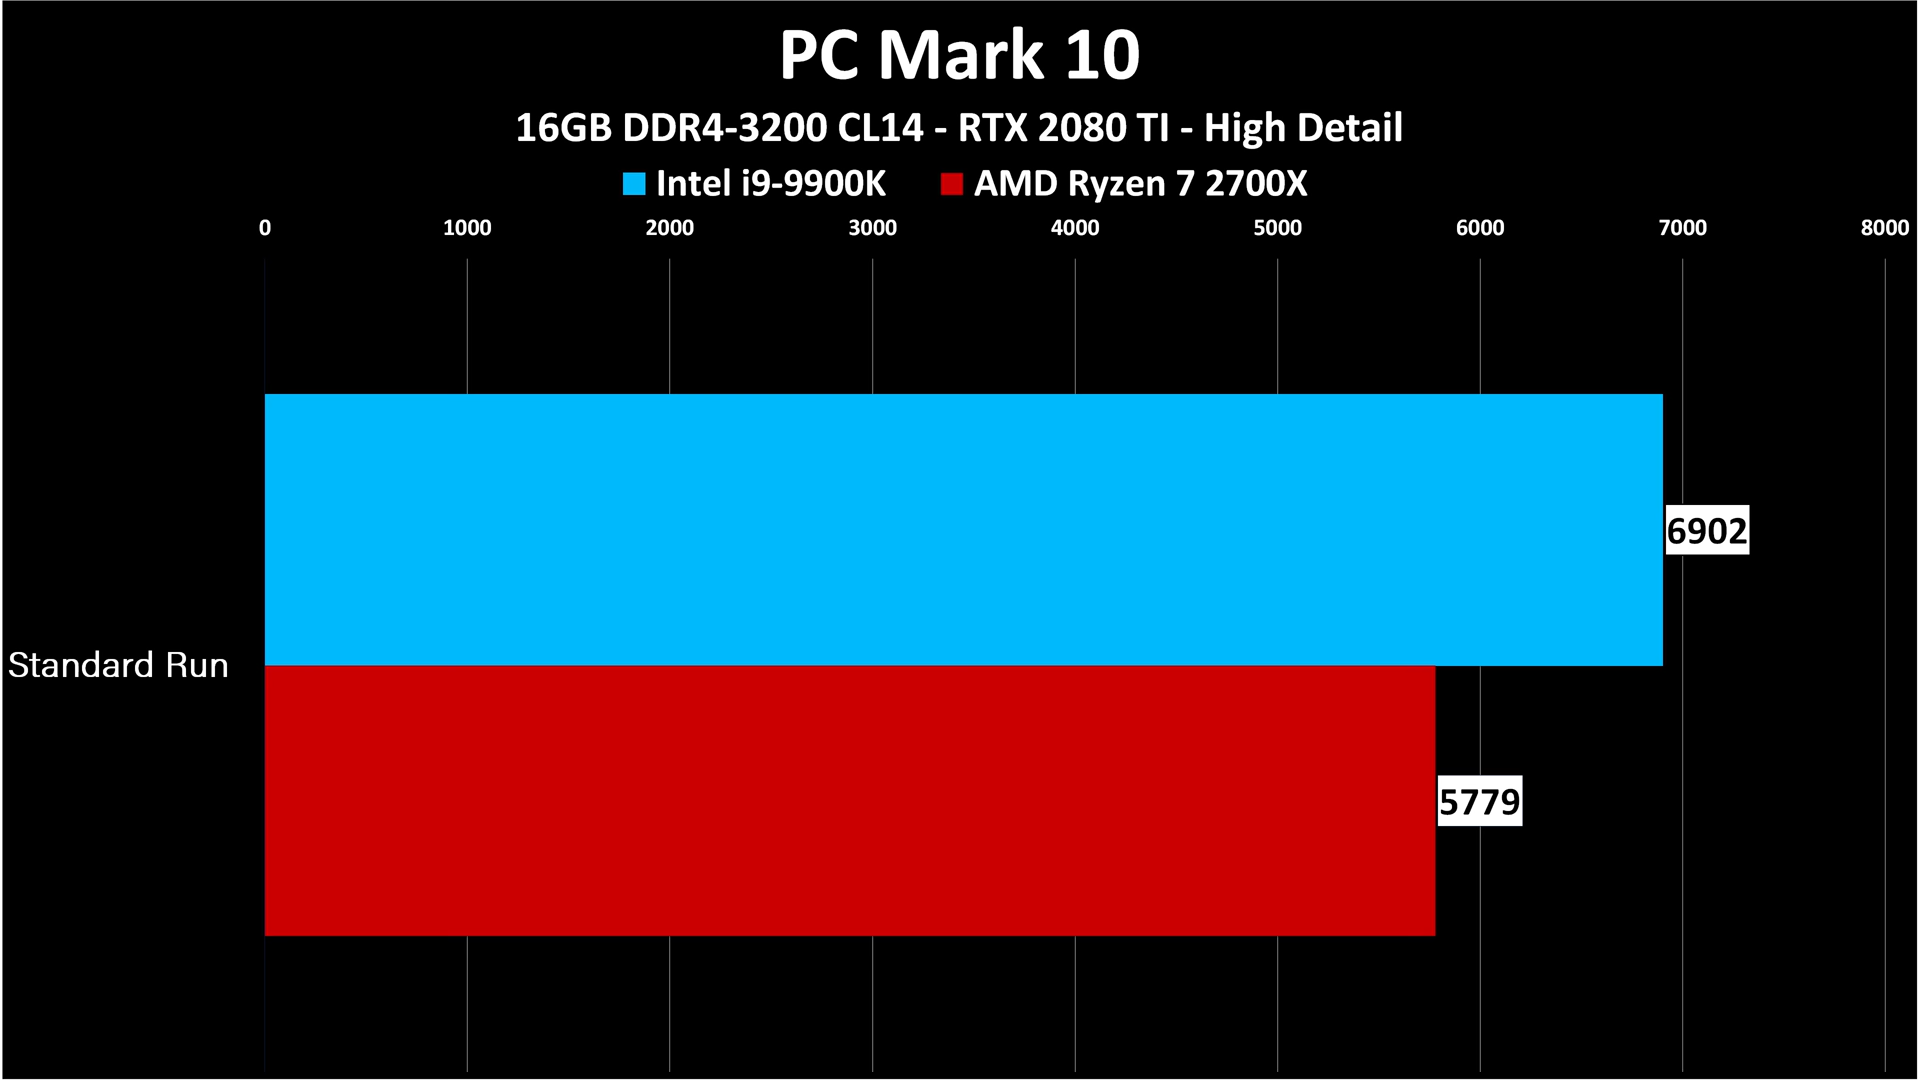 PC Mark 10
16GB DDR4-3200 CL14 - RTX 2080 TI - High Detail
Intel i9-9900K AMD Ryzen 7 2700X
0 1000 2000 3000 4000 5000 6000 7000 8000
6902
Standard Run
5779